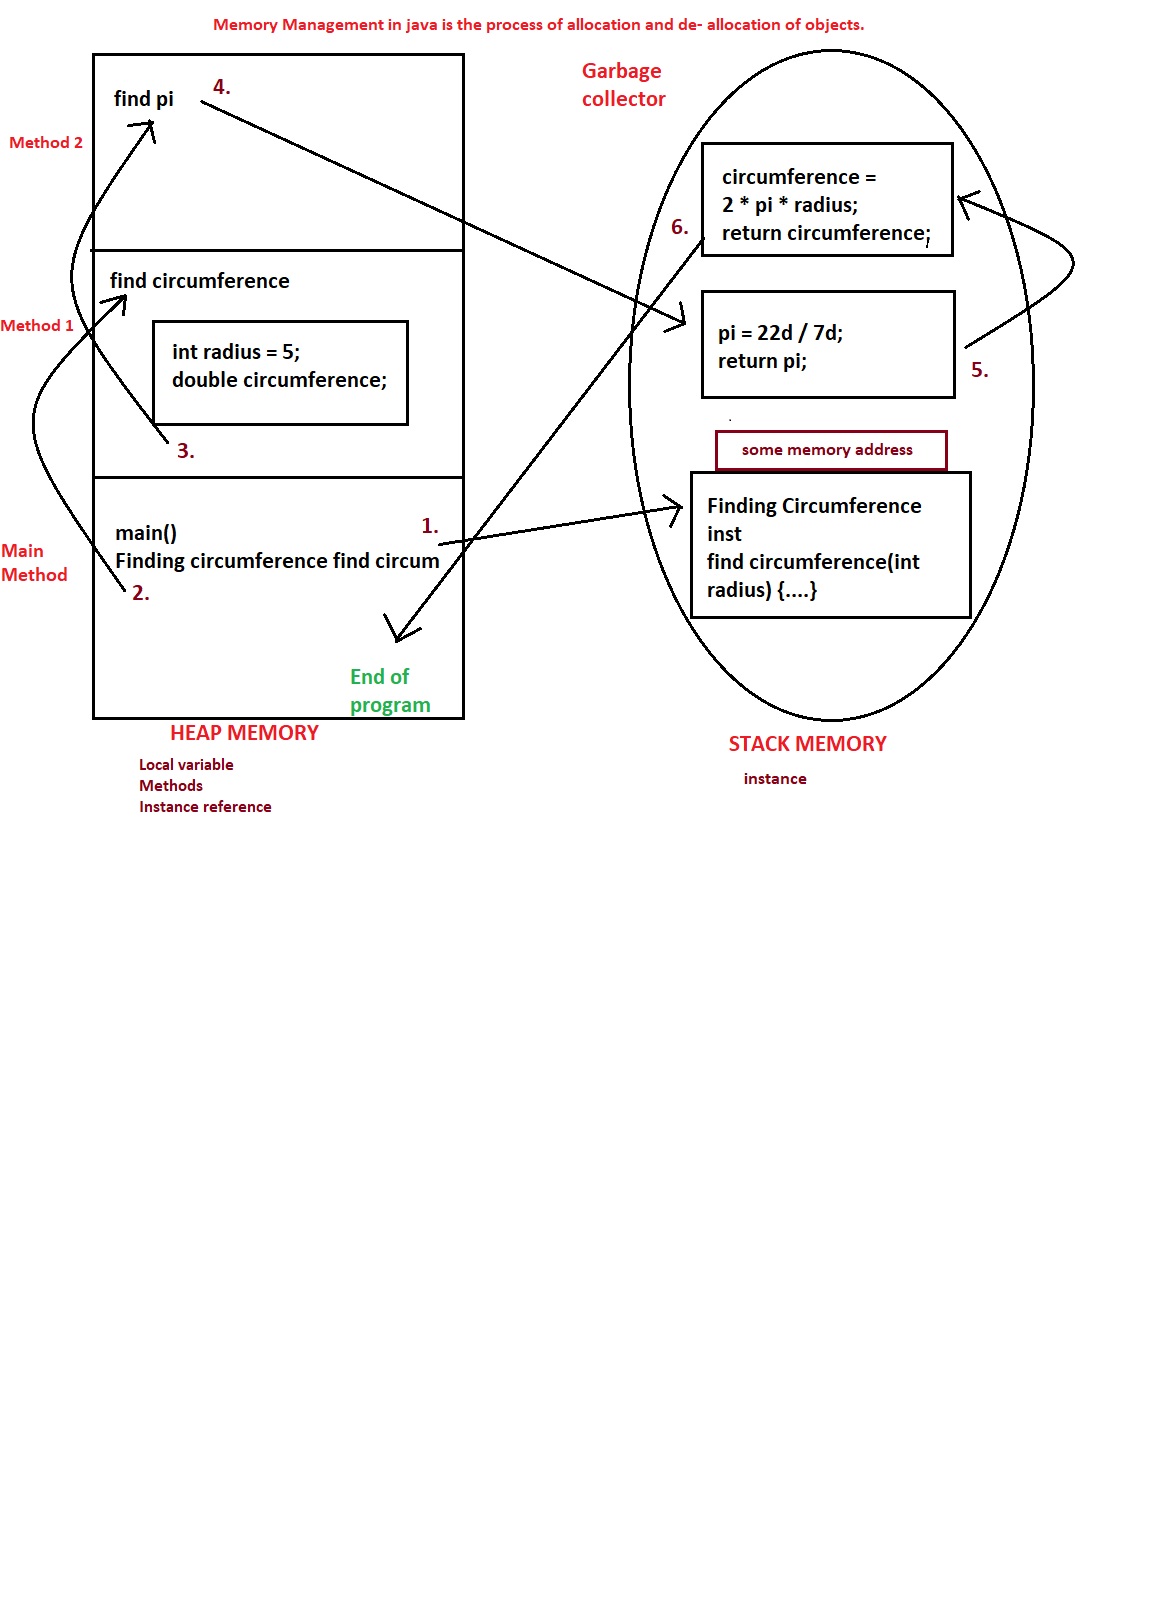 Memory Management in java is the process of allocation and de- allocation of objects.
find pi
4.
Method 2
find circumference
Method 1
int radius = 5;
double circumference;
3.
main()
1.
Finding circumference find circum
Main
Method
2.
End of
program
HEAP MEMORY
Local variable
Methods
Instance reference
Garbage
collector
circumference =
2 * pi * radius;
return circumference;
6.
pi = 22d / 7d;
return pi;
5.
some memory address
Finding Circumference
inst
find circumference(int
radius) {....}
STACK MEMORY
instance